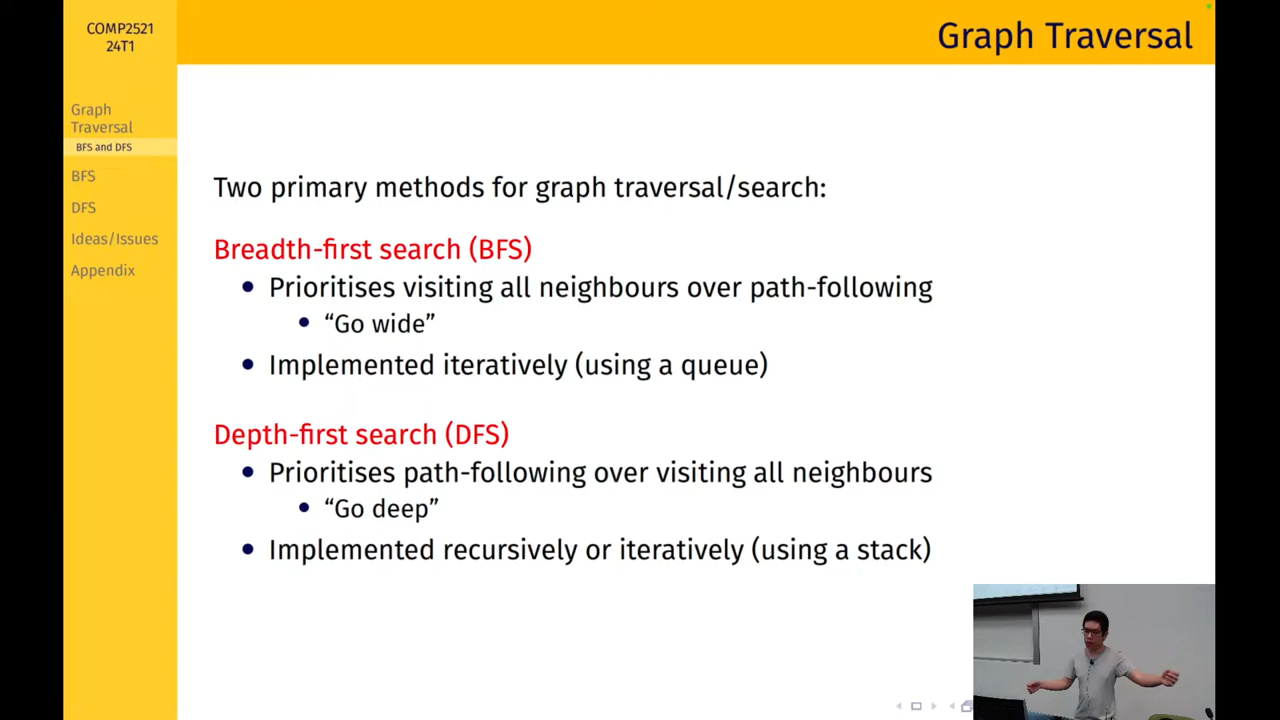 COMP2521
24T1
Graph Traversal
Graph
Traversal
BFS and DFS
BFS
DFS
Ideas/Issues
Appendix
Two primary methods for graph traversal/search:
Breadth-first search (BFS)
• Prioritises visiting all neighbours over path-following
• “Go wide”
• Implemented iteratively (using a queue)
Depth-first search (DFS)
• Prioritises path-following over visiting all neighbours
• “Go deep”
• Implemented recursively or iteratively (using a stack)